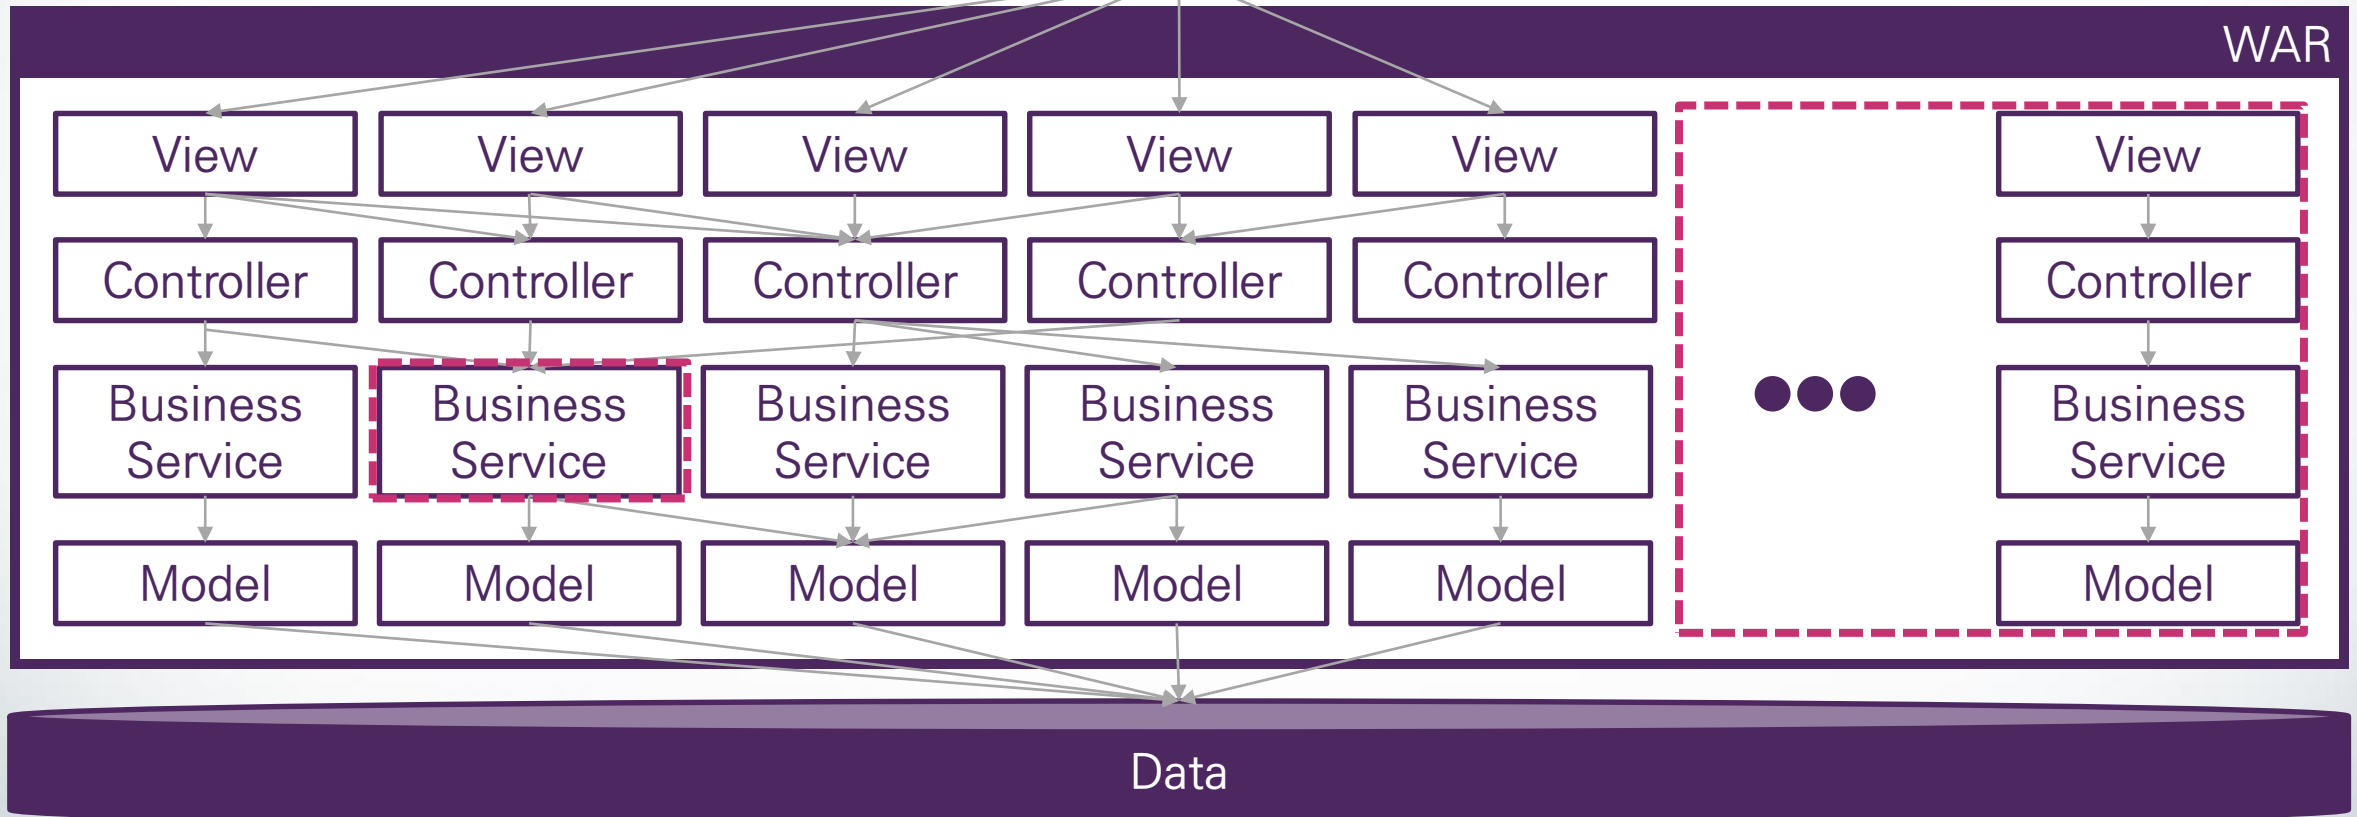 WAR
View
View
View
View
View
View
Controller
Controller
Controller
Controller
Controller
Controller
Business
Service
Business
Service
Business
Service
Business
Service
Business
Service
Business
Service
Model
Model
Model
Model
Model
Model
Data